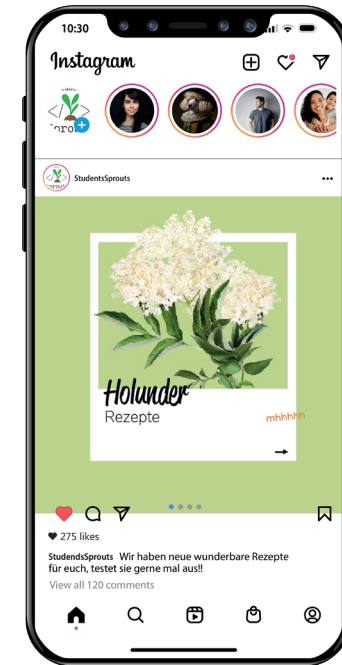 10:30
Instagram
</>
StudentsSprouts
Holunder
Rezepte
mhhhhh
275 likes
StudendsSprouts Wir haben neue wunderbare Rezepte
für euch, testet sie gerne mal aus!!
View all 120 comments